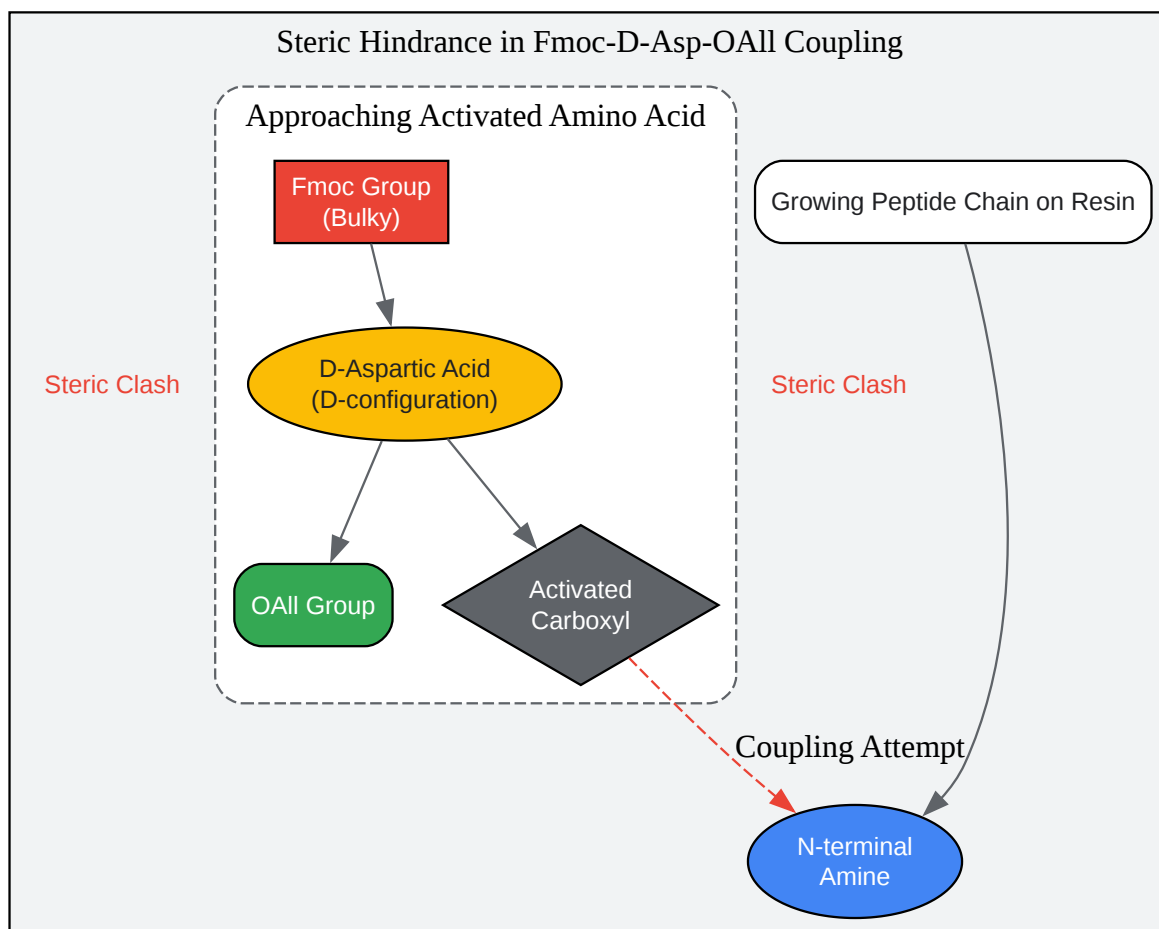 Steric Hindrance in Fmoc-D-Asp-OAll Coupling
Approaching Activated Amino Acid
Fmoc Group
(Bulky)
Growing Peptide Chain on Resin
Steric Clash
D-Aspartic Acid
(D-configuration)
Steric Clash
OAll Group
Activated
Carboxyl
Coupling Attempt
N-terminal
Amine